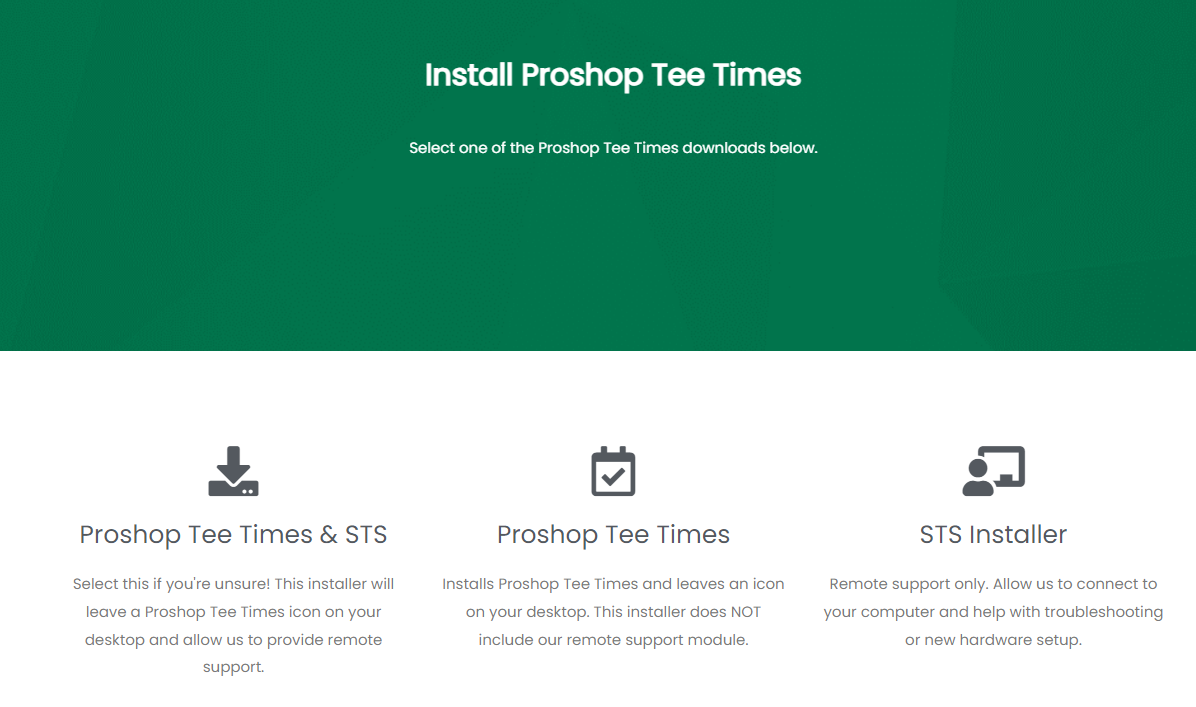 Install Proshop Tee Times
Select one of the Proshop Tee Times downloads below.
Proshop Tee Times & STS
Select this if you're unsure! This installer will
leave a Proshop Tee Times icon on your
desktop and allow us to provide remote
support.
Proshop Tee Times
Installs Proshop Tee Times and leaves an icon
on your desktop. This installer does NOT
include our remote support module.
STS Installer
Remote support only. Allow us to connect to
your computer and help with troubleshooting
or new hardware setup.